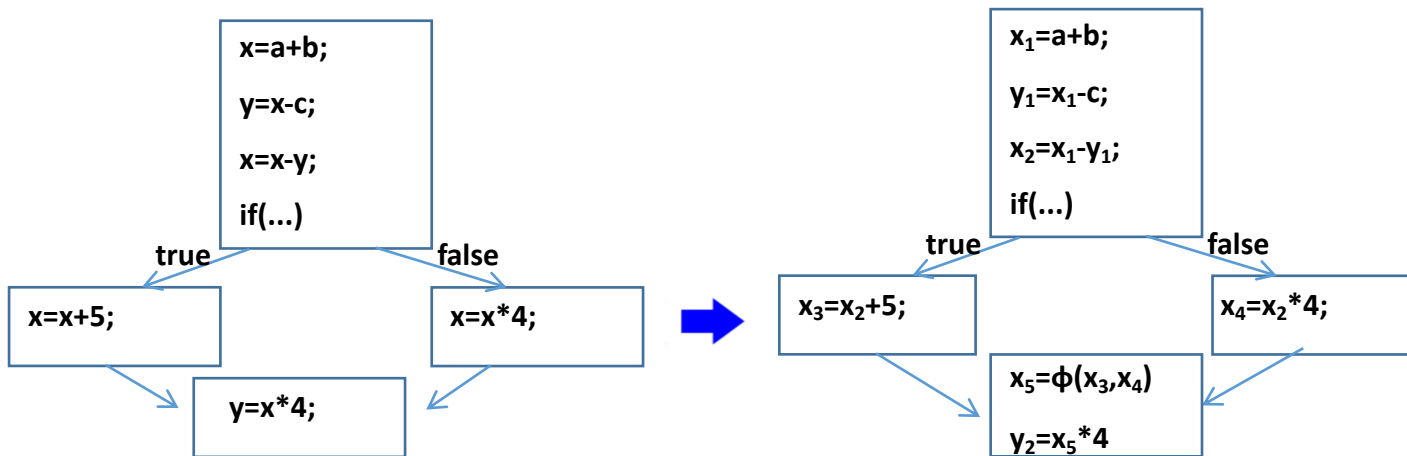 x=a+b;
y=x-c;
x=x-y;
if(...)
true
false
x=x+5;
x=x*4;
y=x*4;
x₁=a+b;
y₁=x₁-c;
x₂=x₁-y₁;
if(...)
true
false
x₃=x₂+5;
x₄=x₂*4;
x₅=ϕ(x₃,x₄)
y₂=x₅*4